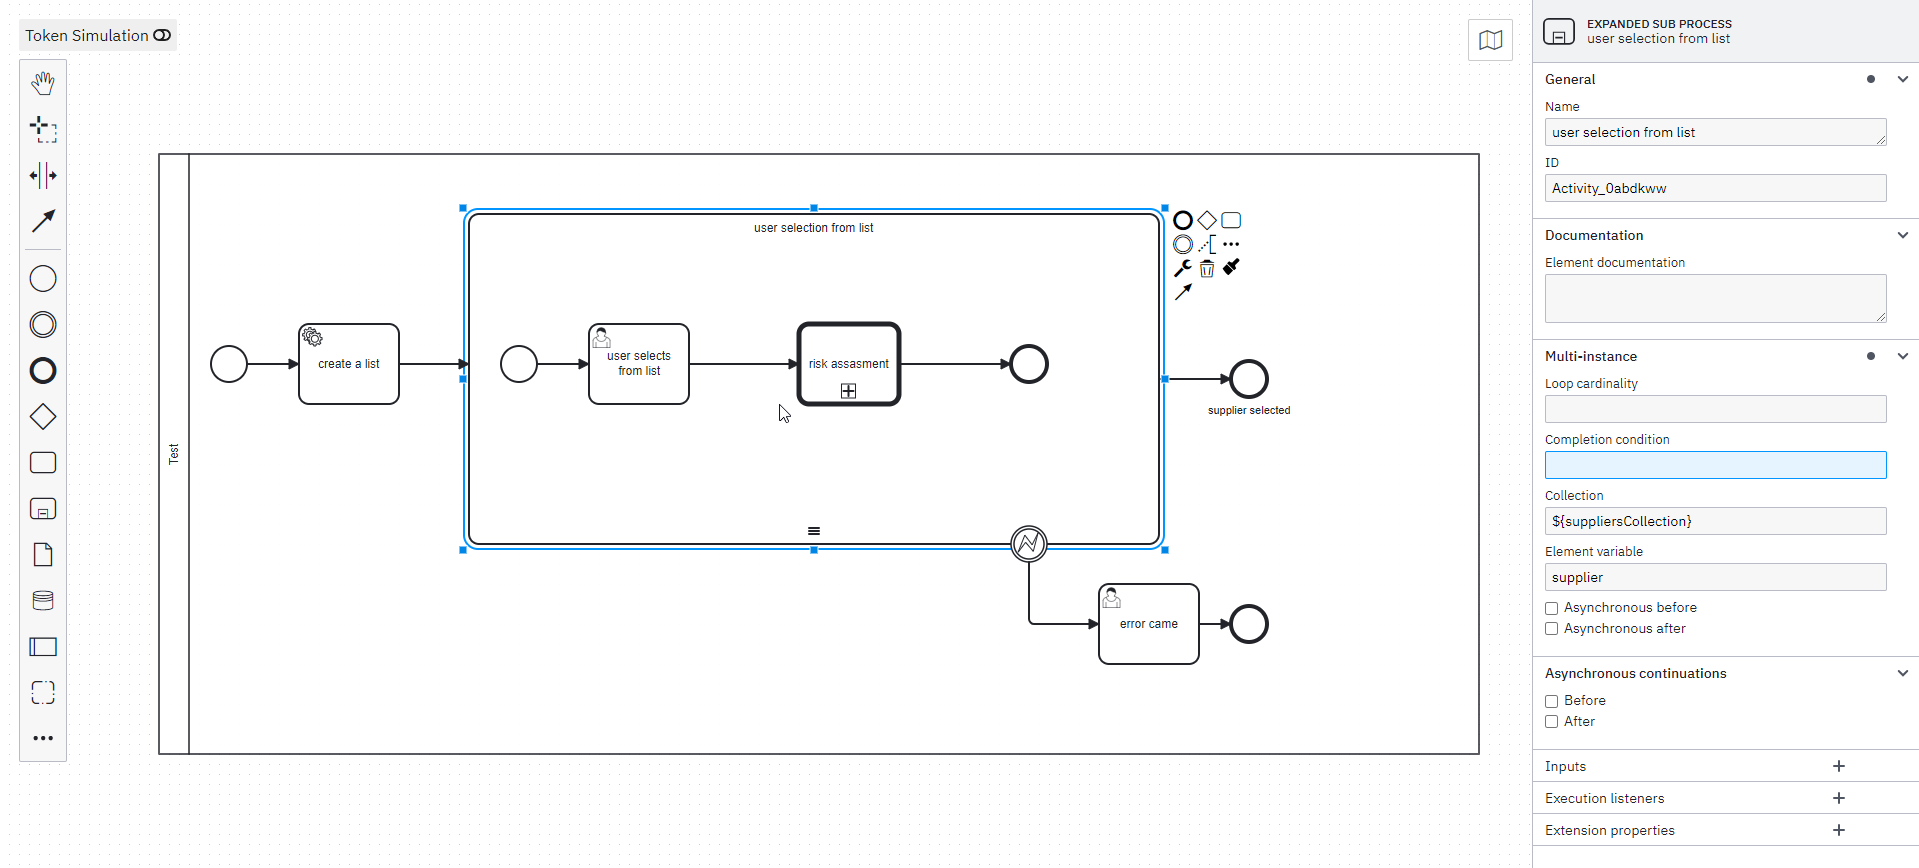 Token Simulation
Test
create a list
user selection from list
user selects
from list
risk assasment
supplier selected
error came
EXPANDED SUB PROCESS
user selection from list
General
Name
user selection from list
ID
Activity_0abdkww
Documentation
Element documentation
Multi-instance
Loop cardinality
Completion condition
Collection
${suppliersCollection}
Element variable
supplier
Asynchronous before
Asynchronous after
Asynchronous continuations
Before
After
Inputs
Execution listeners
Extension properties